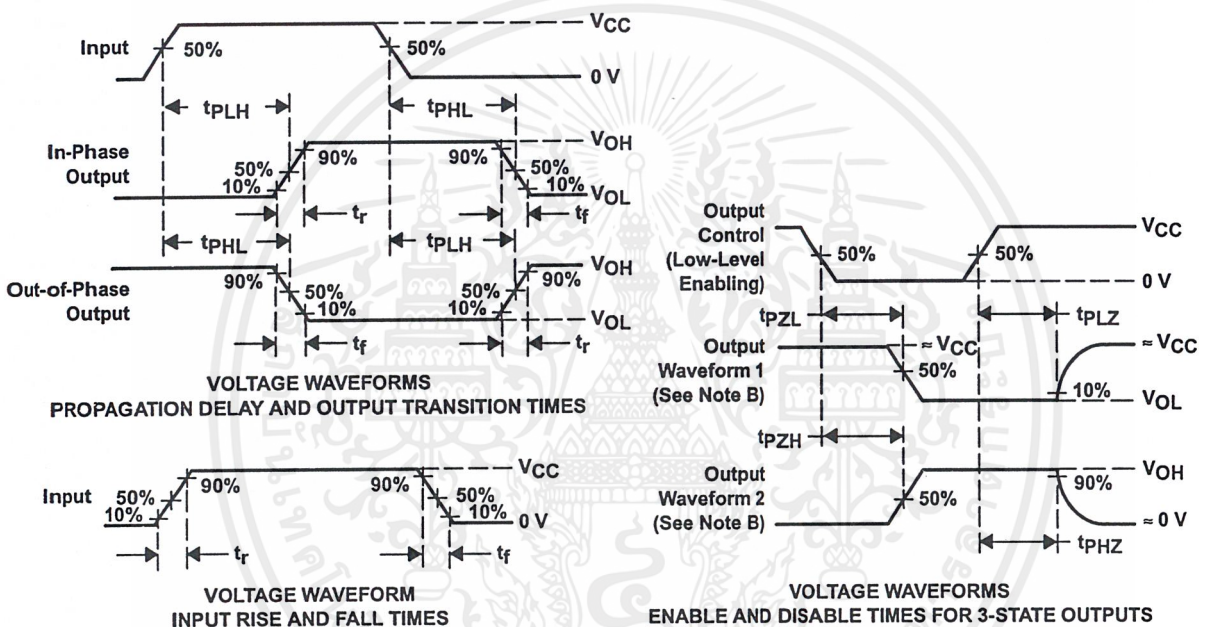 Input
50%
50%
VCC
0 V
tPLH
tPHL
In-Phase
Output
VOH
90%
90%
50%
10%
50%
10%
VOL
tr
tf
tPHL
tPLH
Out-of-Phase
Output
VOH
90%
90%
50%
10%
50%
10%
VOL
tf
tr
VOLTAGE WAVEFORMS
PROPAGATION DELAY AND OUTPUT TRANSITION TIMES
Input
50%
10%
90%
90%
50%
10%
VCC
0 V
tr
tf
VOLTAGE WAVEFORM
INPUT RISE AND FALL TIMES
Output
Control
(Low-Level
Enabling)
50%
50%
VCC
0 V
tPZL
tPLZ
Output
Waveform 1
(See Note B)
≈ VCC
50%
≈ VCC
10%
VOL
tPZH
Output
Waveform 2
(See Note B)
50%
VOH
90%
≈ 0 V
tPHZ
VOLTAGE WAVEFORMS
ENABLE AND DISABLE TIMES FOR 3-STATE OUTPUTS